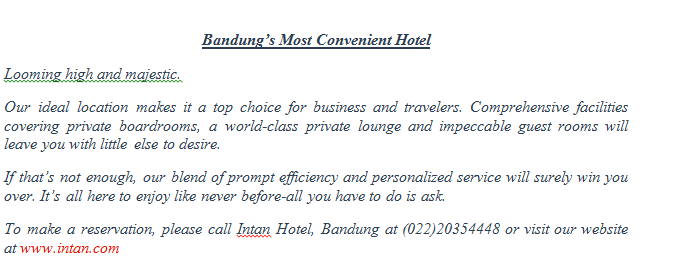 Bandung’s Most Convenient Hotel
Looming high and majestic.
Our ideal location makes it a top choice for business and travelers. Comprehensive facilities
covering private boardrooms, a world-class private lounge and impeccable guest rooms will
leave you with little else to desire.
If that’s not enough, our blend of prompt efficiency and personalized service will surely win you
over. It’s all here to enjoy like never before-all you have to do is ask.
To make a reservation, please call Intan Hotel, Bandung at (022)20354448 or visit our website
at www.intan.com